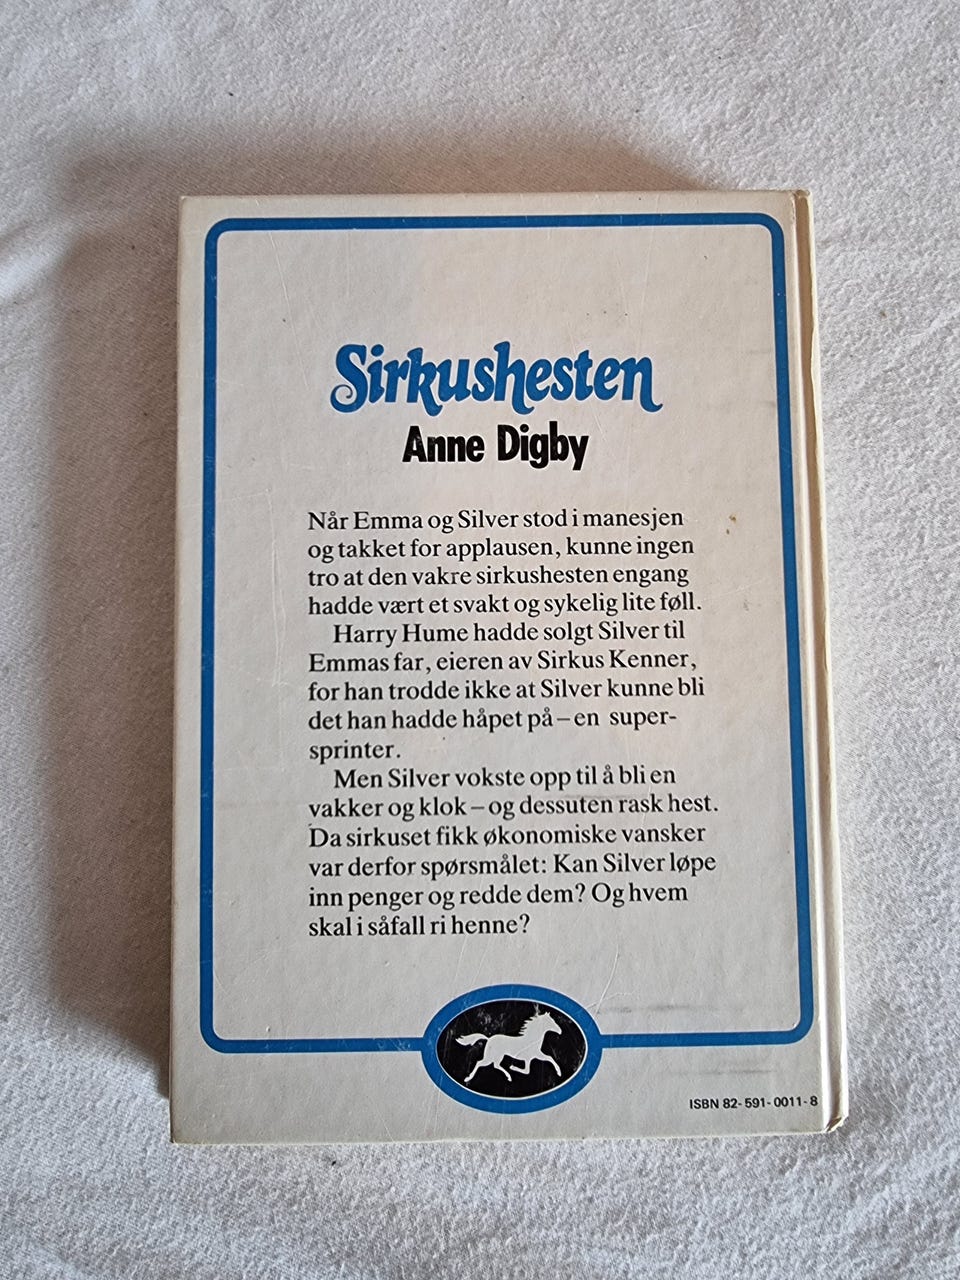 Sirkushesten
Anne Digby
Når Emma og Silver stod i manesjen
og takket for applausen, kunne ingen
tro at den vakre sirkushesten engang
hadde vært et svakt og sykelig lite føll.
Harry Hume hadde solgt Silver til
Emmas far, eieren av Sirkus Kenner,
for han trodde ikke at Silver kunne bli
det han hadde håpet på – en super-
sprinter.
Men Silver vokste opp til å bli en
vakker og klok – og dessuten rask hest.
Da sirkuset fikk økonomiske vansker
var derfor spørsmålet: Kan Silver løpe
inn penger og redde dem? Og hvem
skal i såfall ri henne?
ISBN 82-591-0011-8